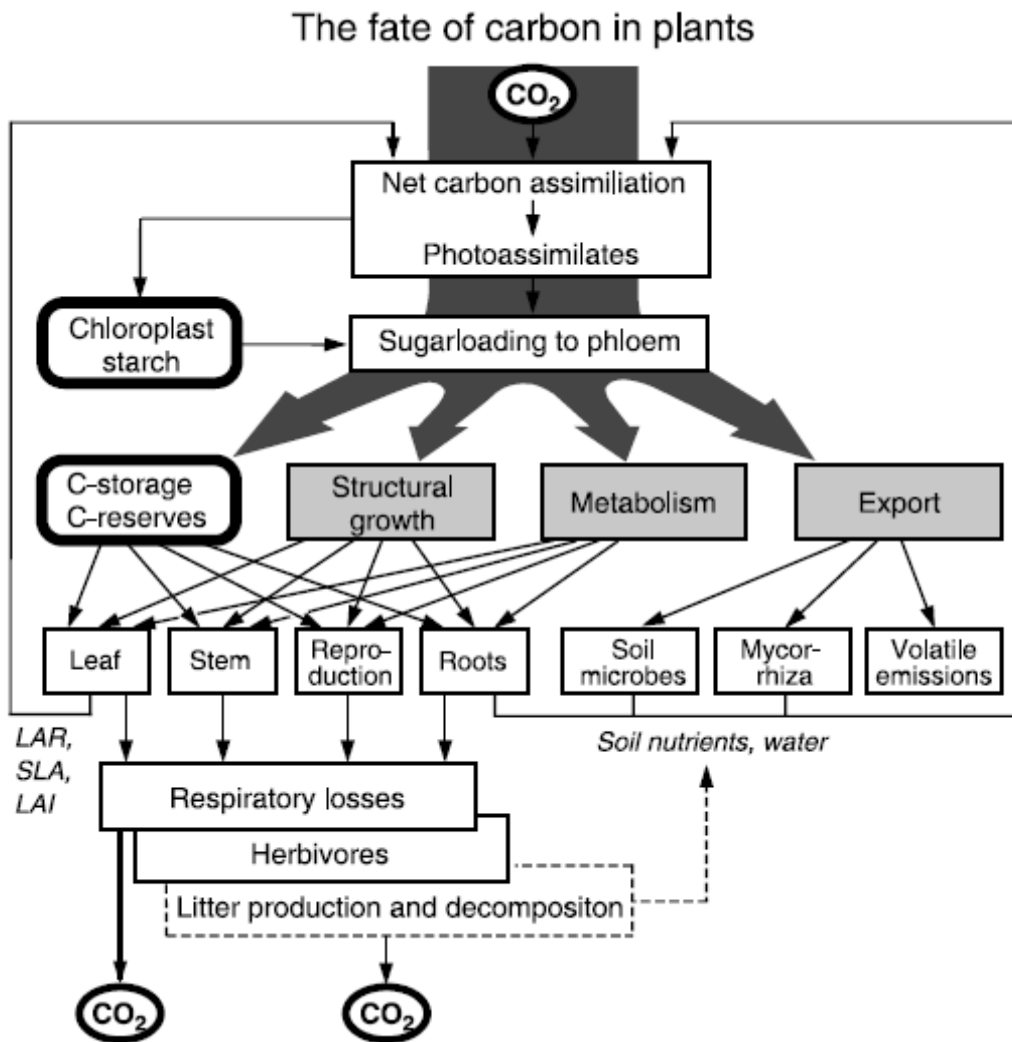 The fate of carbon in plants
CO2
Net carbon assimiliation
Photoassimilates
Chloroplast
starch
Sugarloading to phloem
C-storage
C-reserves
Structural
growth
Metabolism
Export
Leaf
Stem
Repro-
duction
Roots
Soil
microbes
Mycor-
rhiza
Volatile
emissions
LAR,
SLA,
LAI
Soil nutrients, water
Respiratory losses
Herbivores
Litter production and decompositon
CO2
CO2